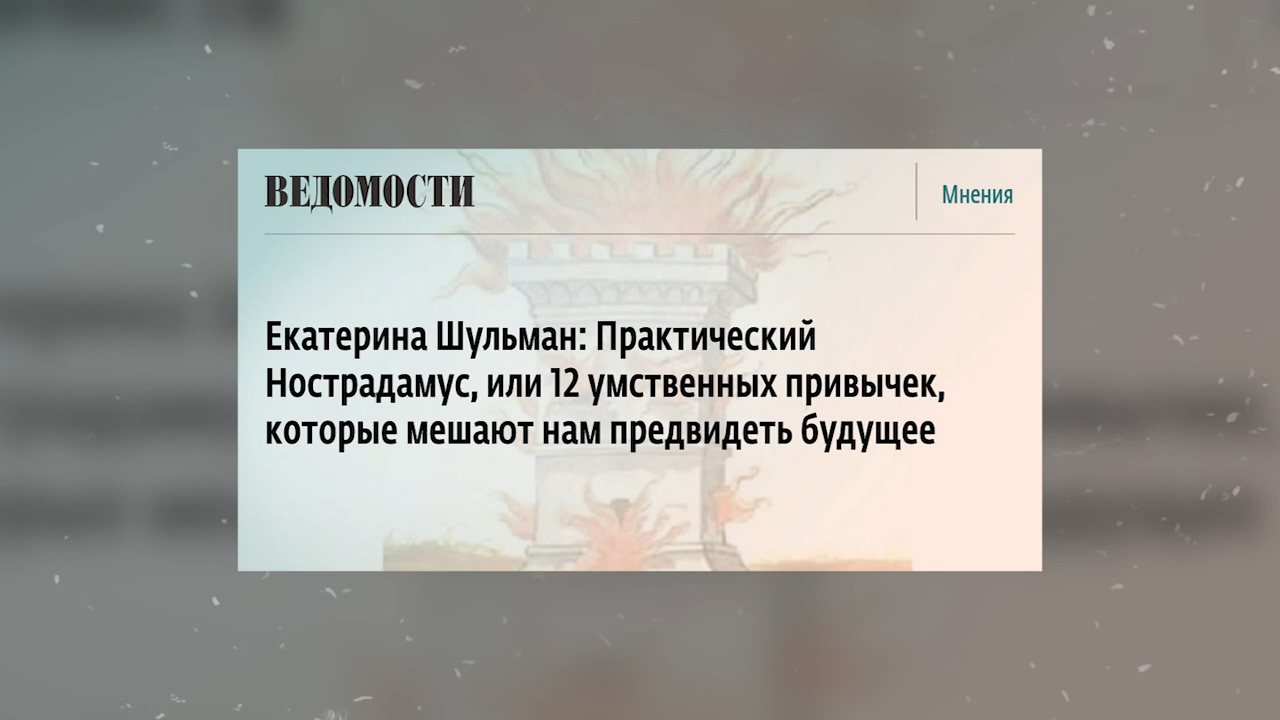 ВЕДОМОСТИ
Мнения
Екатерина Шульман: Практический
Нострадамус, или 12 умственных привычек,
которые мешают нам предвидеть будущее